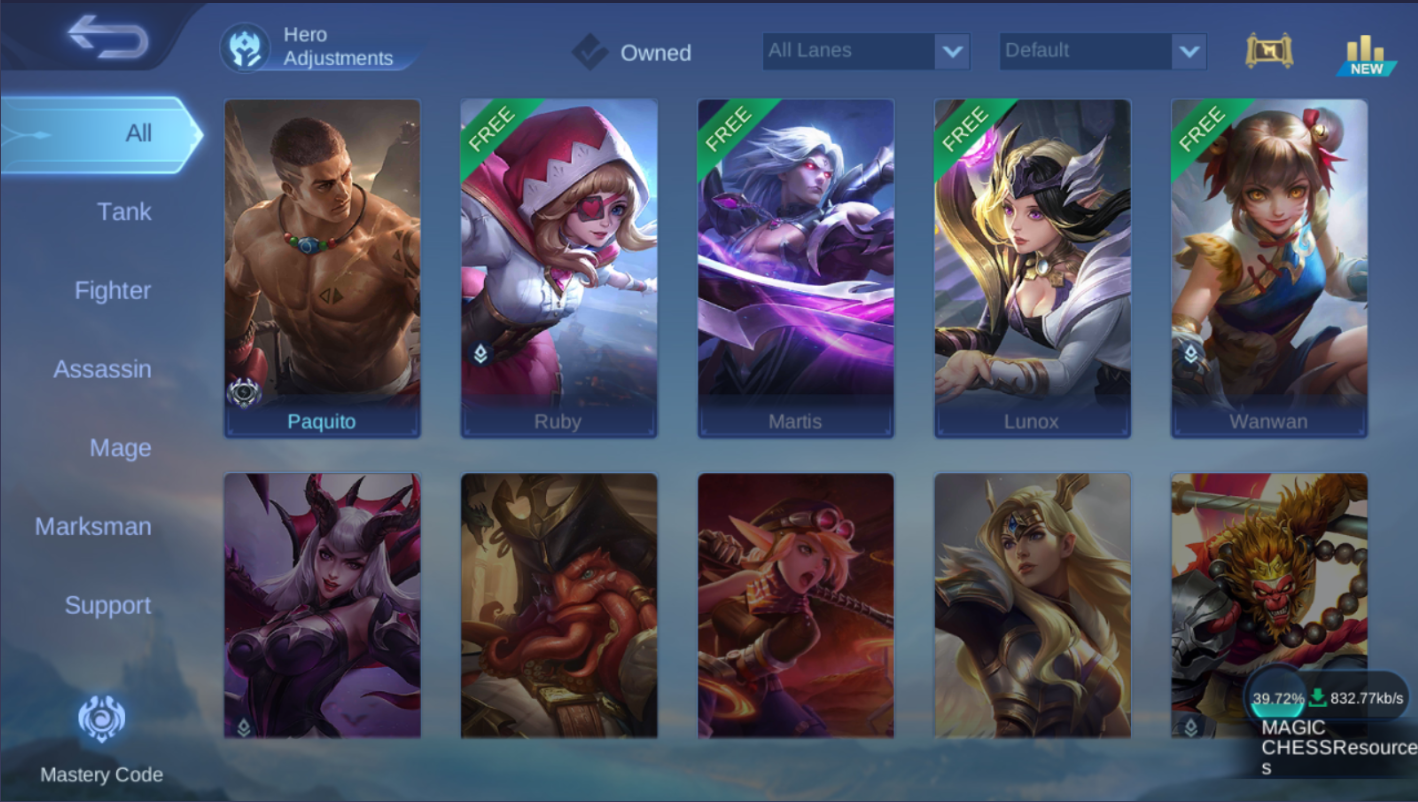 Hero
Adjustments
Owned
All Lanes
Default
NEW
All
Tank
Fighter
Assassin
Mage
Marksman
Support
Mastery Code
FREE
FREE
FREE
FREE
Paquito
Ruby
Martis
Lunox
Wanwan
39.72%
832.77kb/s
MAGIC
CHESSResource
s